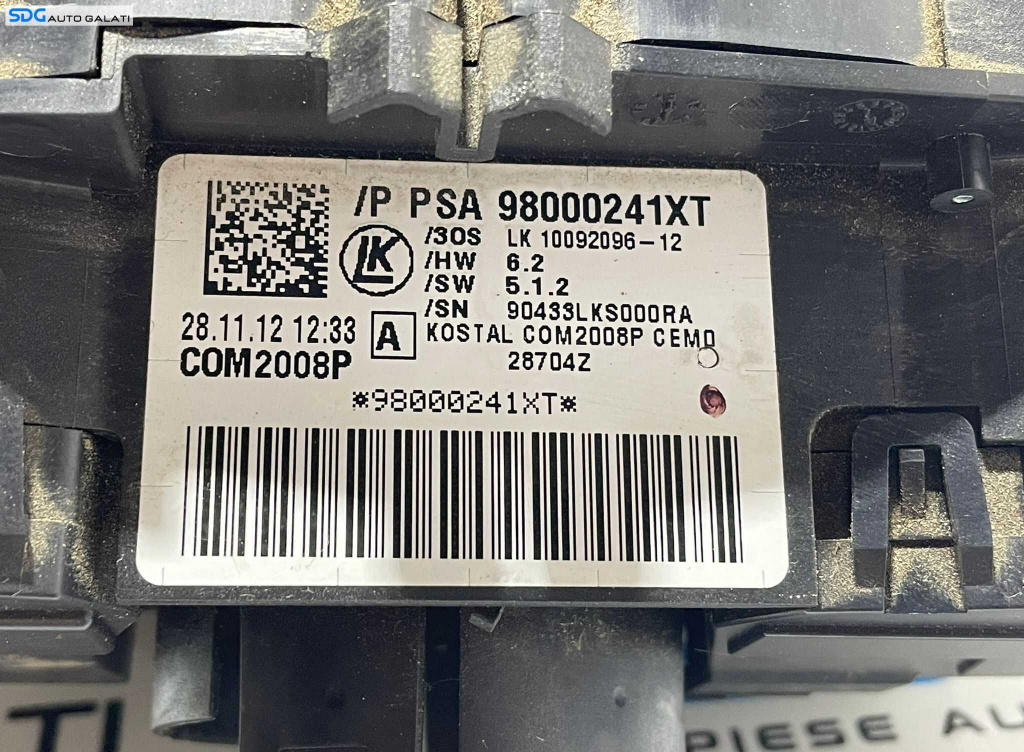 SDG AUTO GALATI
/P PSA 98000241XT
/3OS LK 10092096-12
LK
/HW 6.2
/SW 5.1.2
/SN 90433LKS000RA
28.11.12 12:33
A
KOSTAL COM2008P CEM0
COM2008P
28704Z
*98000241XT*
PIESE AU